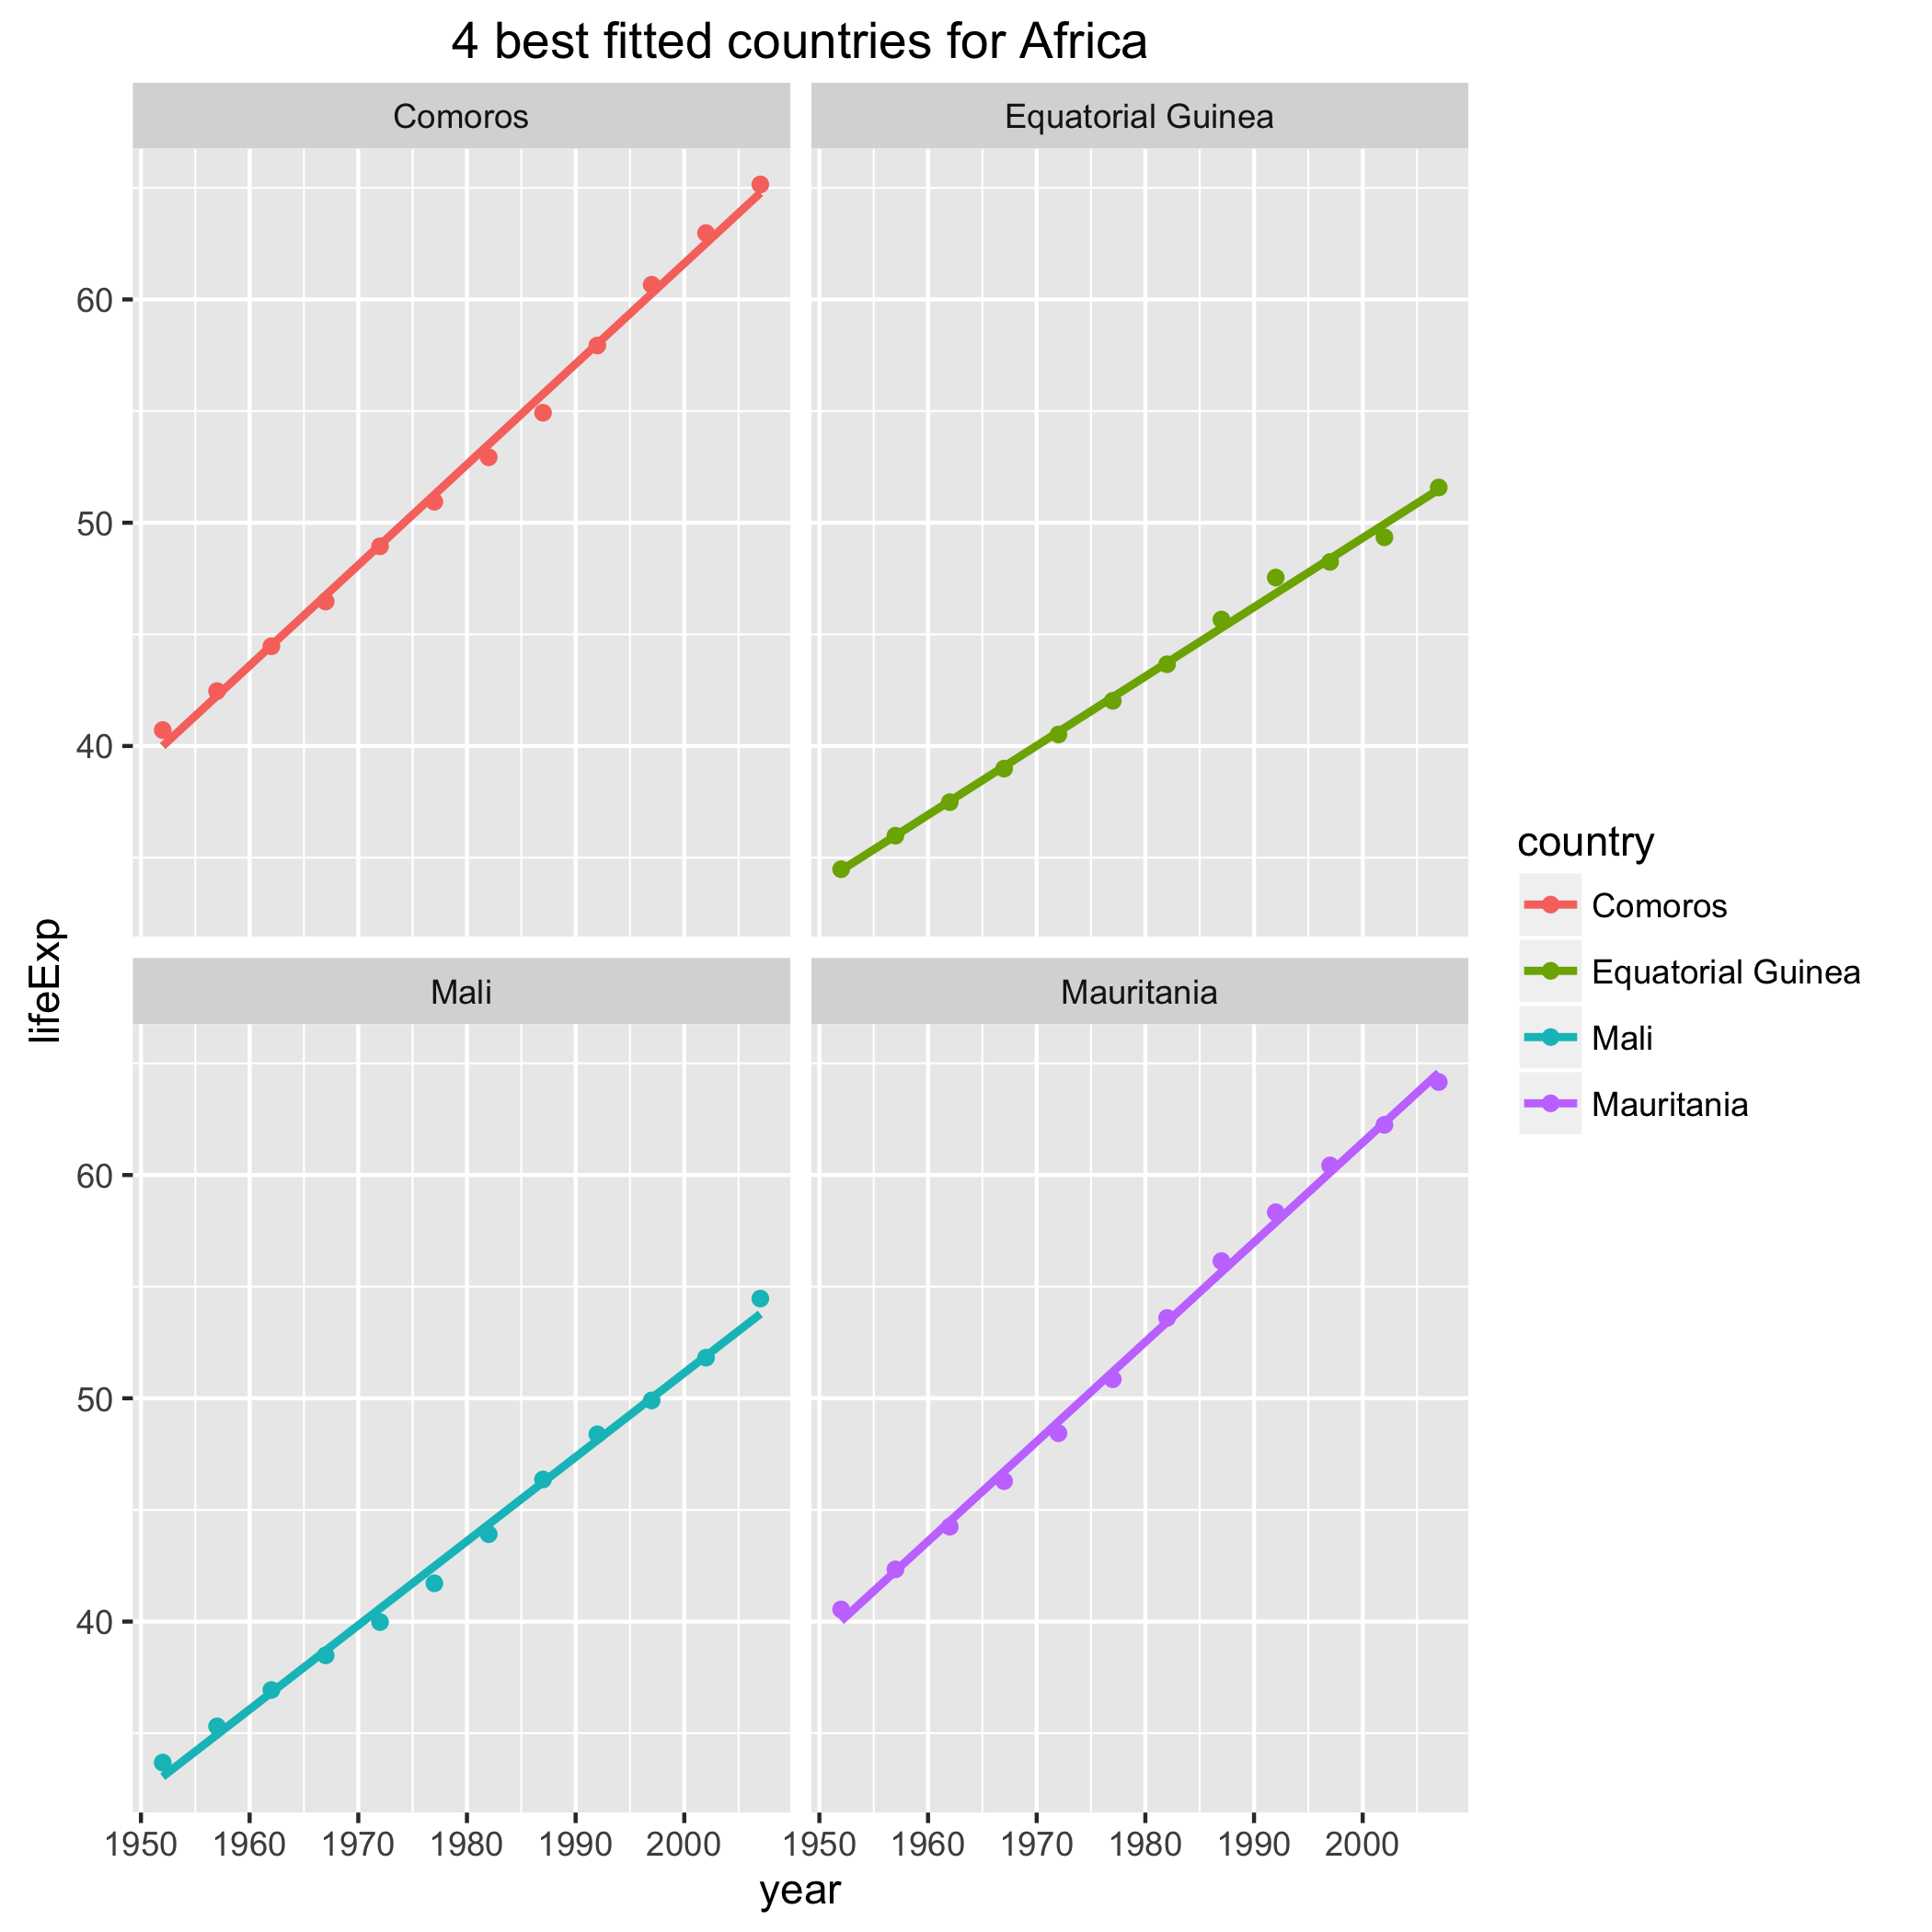 4 best fitted countries for Africa
Comoros
Equatorial Guinea
60
50
40
lifeExp
Mali
Mauritania
60
50
40
1950 1960 1970 1980 1990 2000 1950 1960 1970 1980 1990 2000
year
country
Comoros
Equatorial Guinea
Mali
Mauritania